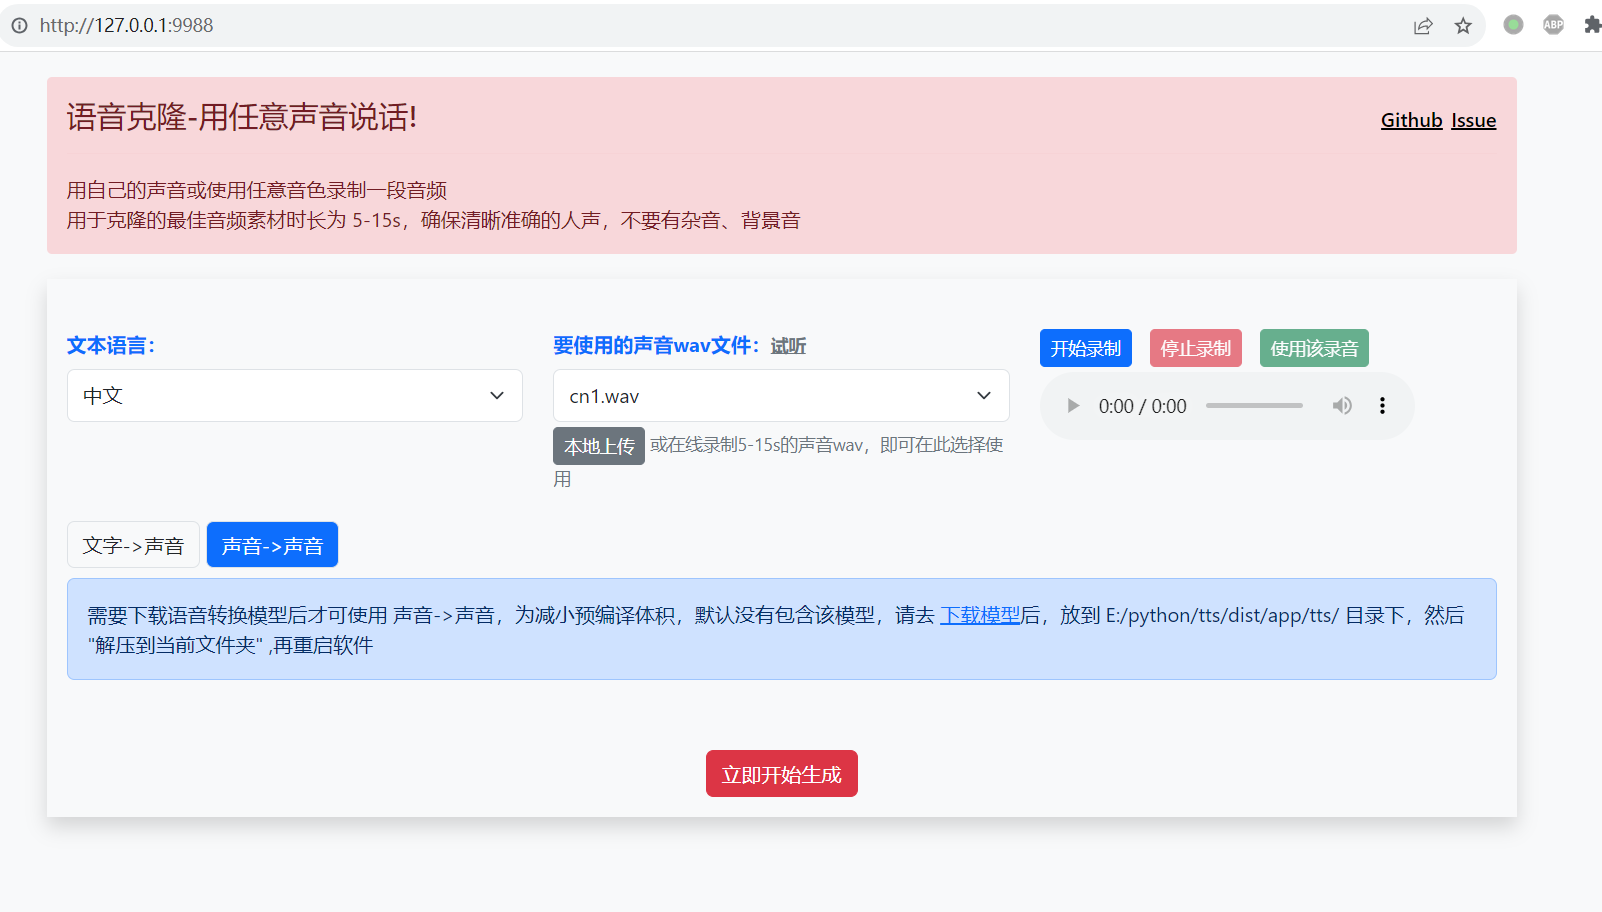 http://127.0.0.1:9988
ABP
语音克隆-用任意声音说话!
Github Issue
用自己的声音或使用任意音色录制一段音频
用于克隆的最佳音频素材时长为 5-15s，确保清晰准确的人声，不要有杂音、背景音
文本语言：
要使用的声音wav文件： 试听
开始录制 停止录制 使用该录音
中文
cn1.wav
0:00 / 0:00
本地上传 或在线录制5-15s的声音wav，即可在此选择使
用
文字->声音 声音->声音
需要下载语音转换模型后才可使用 声音->声音，为减小预编译体积，默认没有包含该模型，请去 下载模型后，放到 E:/python/tts/dist/app/tts/ 目录下，然后
"解压到当前文件夹" ,再重启软件
立即开始生成